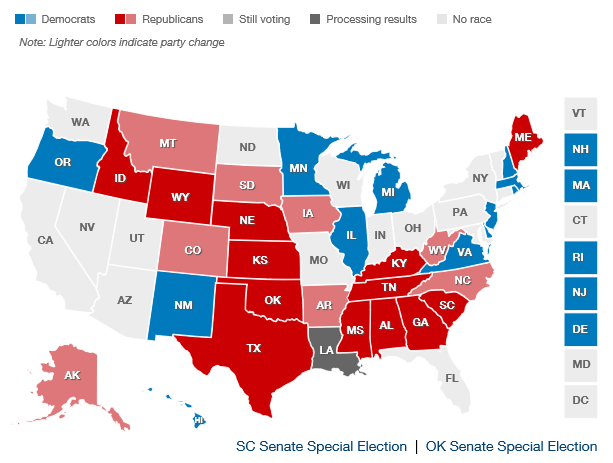 Democrats Republicans Still voting Processing results No race
Note: Lighter colors indicate party change
WA
MT
ND
MN
ME
VT
OR
ID
SD
WI
MI
NY
NH
WY
IA
MA
NE
PA
CT
NV
UT
CO
IL
IN
OH
CA
KS
MO
WV
VA
RI
KY
NC
NJ
AZ
NM
OK
AR
TN
SC
DE
TX
LA
MS
AL
GA
MD
AK
FL
DC
HI
SC Senate Special Election | OK Senate Special Election